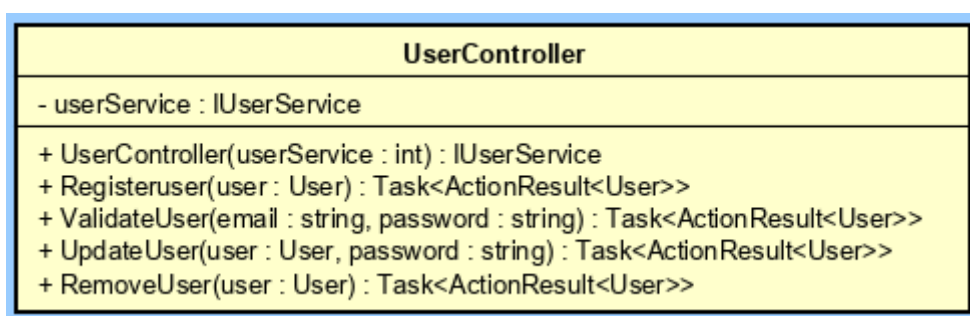 UserController
- userService : IUserService
+ UserController(userService : int) : IUserService
+ Registeruser(user : User) : Task<ActionResult<User>>
+ ValidateUser(email : string, password : string) : Task<ActionResult<User>>
+ UpdateUser(user : User, password : string) : Task<ActionResult<User>>
+ RemoveUser(user : User) : Task<ActionResult<User>>